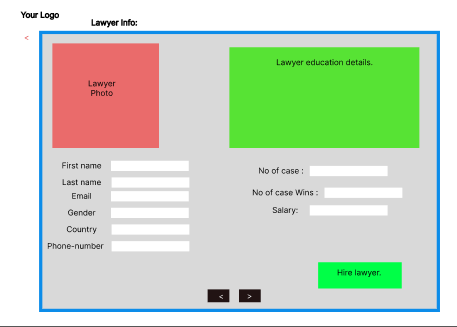 Your Logo
Lawyer Info:
<
Lawyer
Photo
Lawyer education details.
First name
Last name
Email
Gender
Country
Phone-number
No of case :
No of case Wins :
Salary:
Hire lawyer.
< >